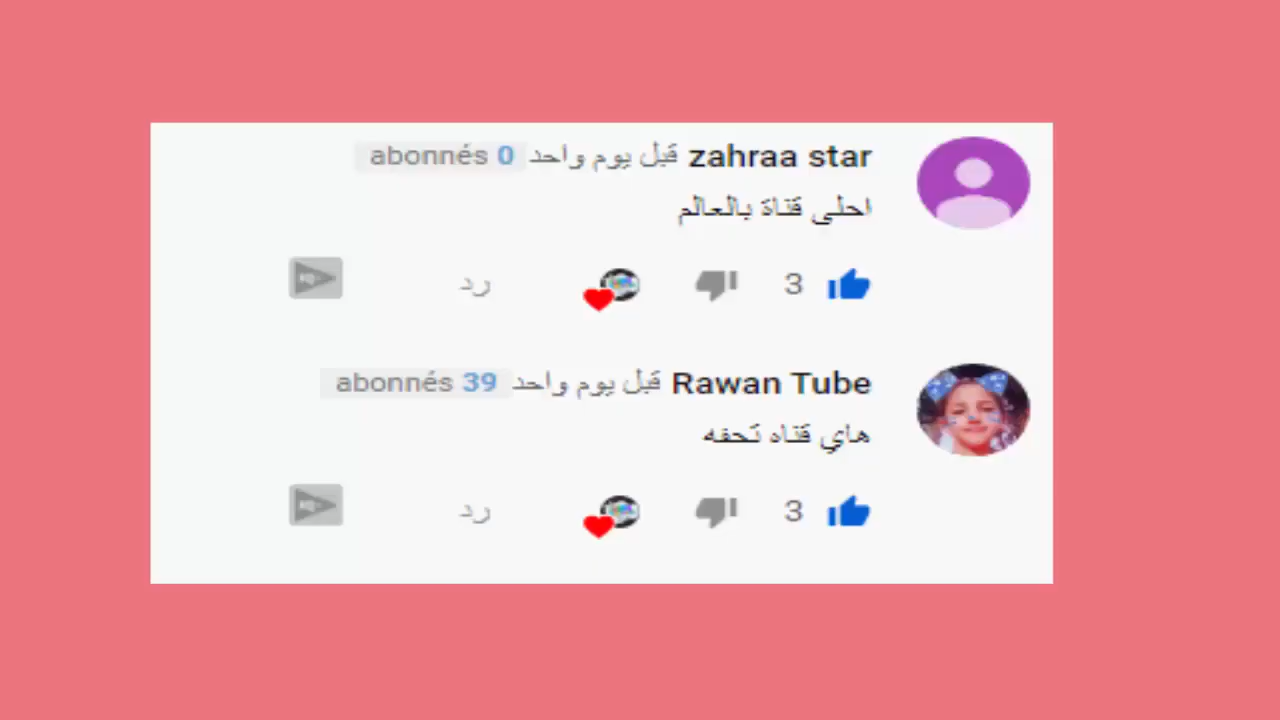 zahraa star قبل يوم واحد abonnés 0
احلى قناة بالعالم
3 رد
Rawan Tube قبل يوم واحد abonnés 39
هاي قناه تحفه
3 رد